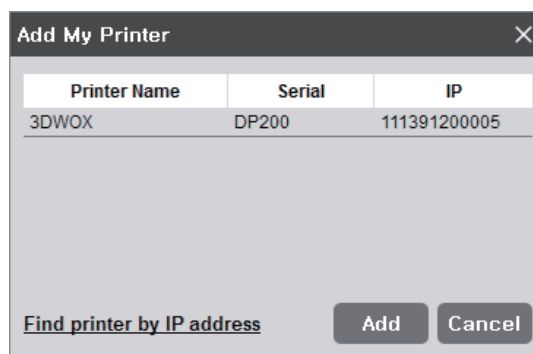 Add My Printer
Printer Name Serial IP
3DWOX DP200 111391200005
Find printer by IP address Add Cancel